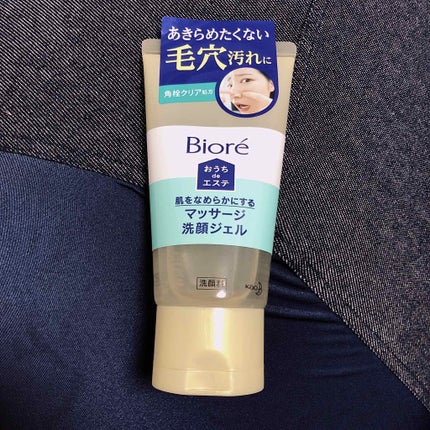 あきらめたくない
毛穴汚れに
角栓クリア処方
Bioré
おうち
de
エステ
肌をなめらかにする
マッサージ
洗顔ジェル
洗顔料
Kao